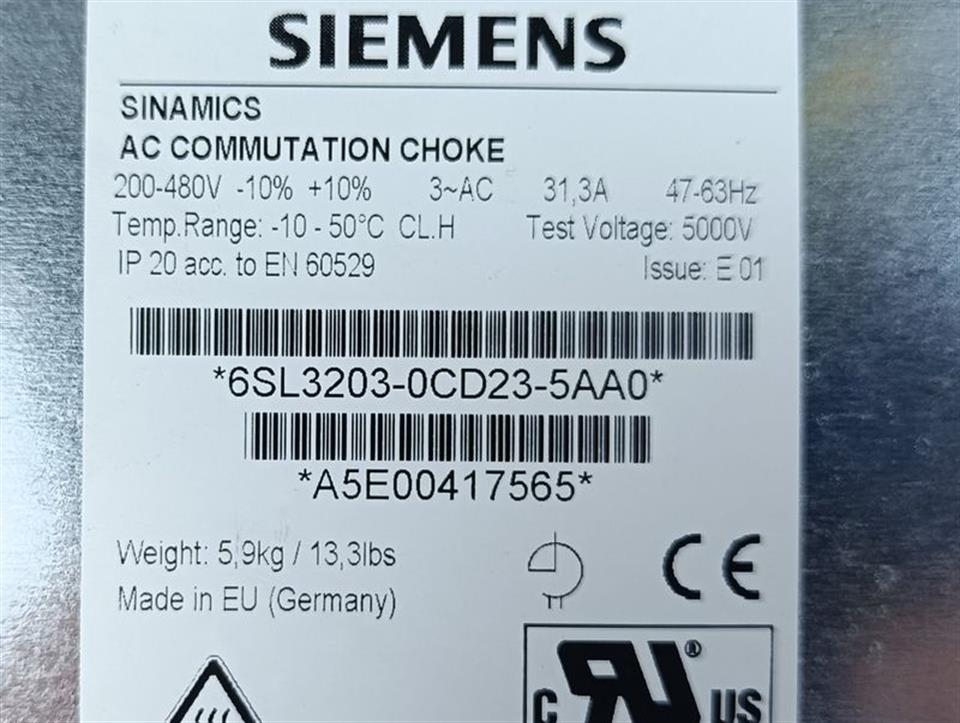 SIEMENS
SINAMICS
AC COMMUTATION CHOKE
200-480V -10% +10% 3~AC 31,3A 47-63Hz
Temp.Range: -10 - 50°C CL.H Test Voltage: 5000V
IP 20 acc. to EN 60529 Issue: E 01
*6SL3203-0CD23-5AA0*
*A5E00417565*
Weight: 5,9kg / 13,3lbs
Made in EU (Germany)
CE
C RU® US